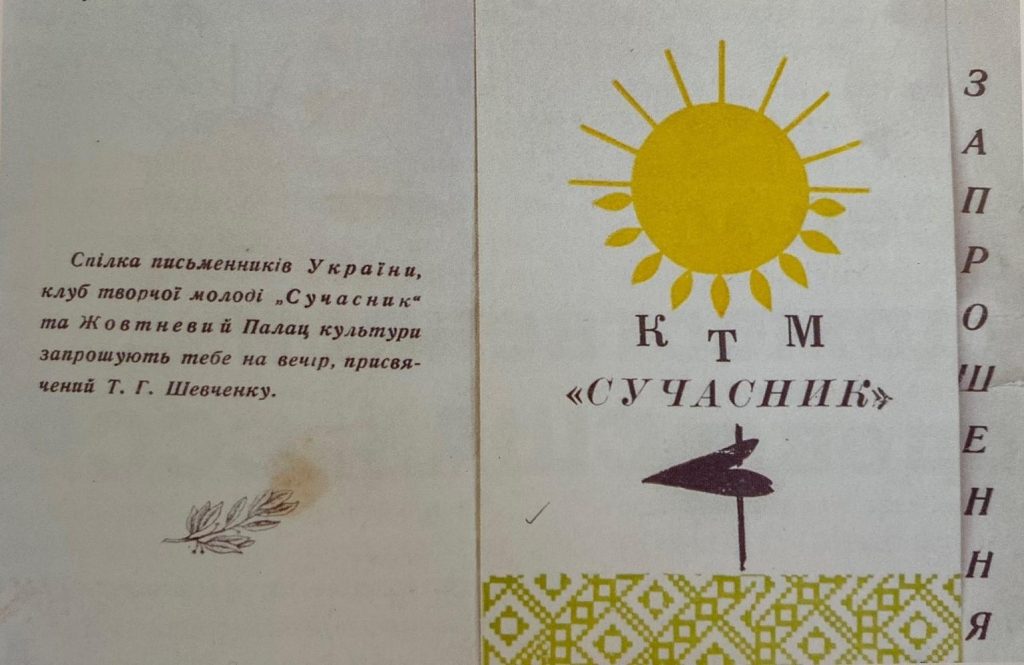 Спілка письменників України,
клуб творчої молоді „Сучасник“
та Жовтневий Палац культури
запрошують тебе на вечір, присвя-
чений Т. Г. Шевченку.
К Т М
«СУЧАСНИК»
ЗАПРОШЕННЯ